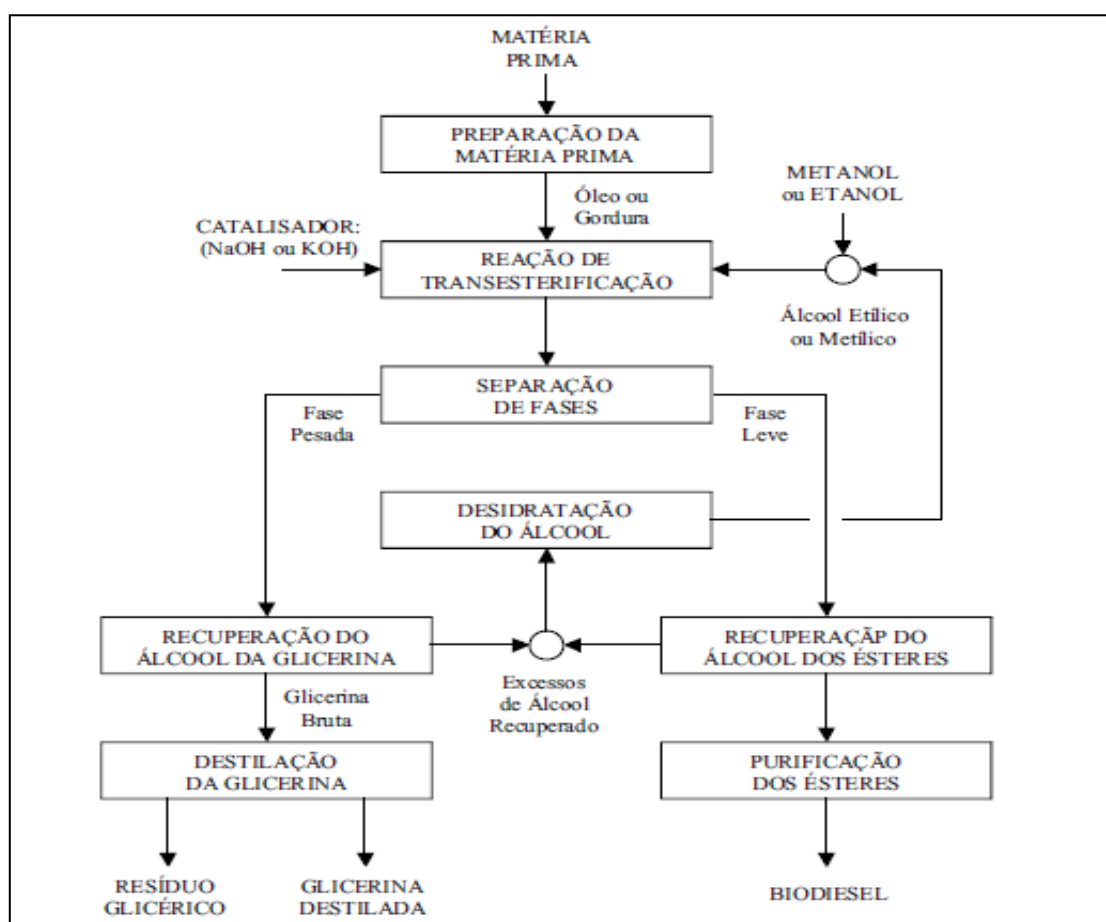 MATÉRIA
PRIMA
PREPARAÇÃO DA
MATÉRIA PRIMA
METANOL
ou ETANOL
Óleo ou
Gordura
CATALISADOR:
(NaOH ou KOH)
REAÇÃO DE
TRANSESTERIFICAÇÃO
Álcool Etílico
ou Metílico
SEPARAÇÃO
DE FASES
Fase
Pesada
Fase
Leve
DESIDRATAÇÃO
DO ÁLCOOL
RECUPERAÇÃO DO
ÁLCOOL DA GLICERINA
RECUPERAÇÃP DO
ÁLCOOL DOS ÉSTERES
Glicerina
Bruta
Excessos
de Álcool
Recuperado
DESTILAÇÃO
DA GLICERINA
PURIFICAÇÃO
DOS ÉSTERES
RESÍDUO
GLICÉRICO
GLICERINA
DESTILADA
BIODIESEL